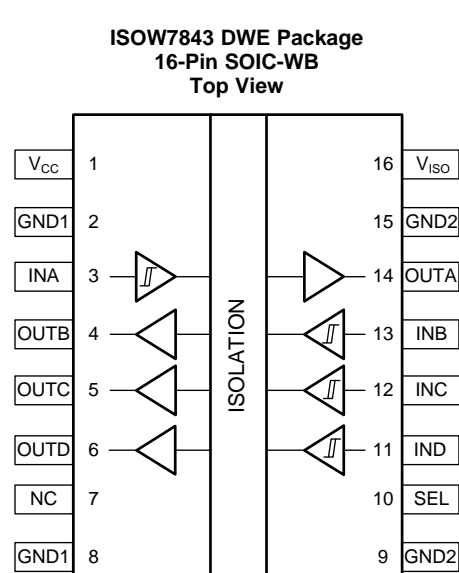 ISOW7843 DWE Package
16-Pin SOIC-WB
Top View
VCC 1 16 VISO
GND1 2 15 GND2
INA 3 14 OUTA
OUTB 4 13 INB
OUTC 5 12 INC
OUTD 6 11 IND
NC 7 10 SEL
GND1 8 9 GND2
ISOLATION